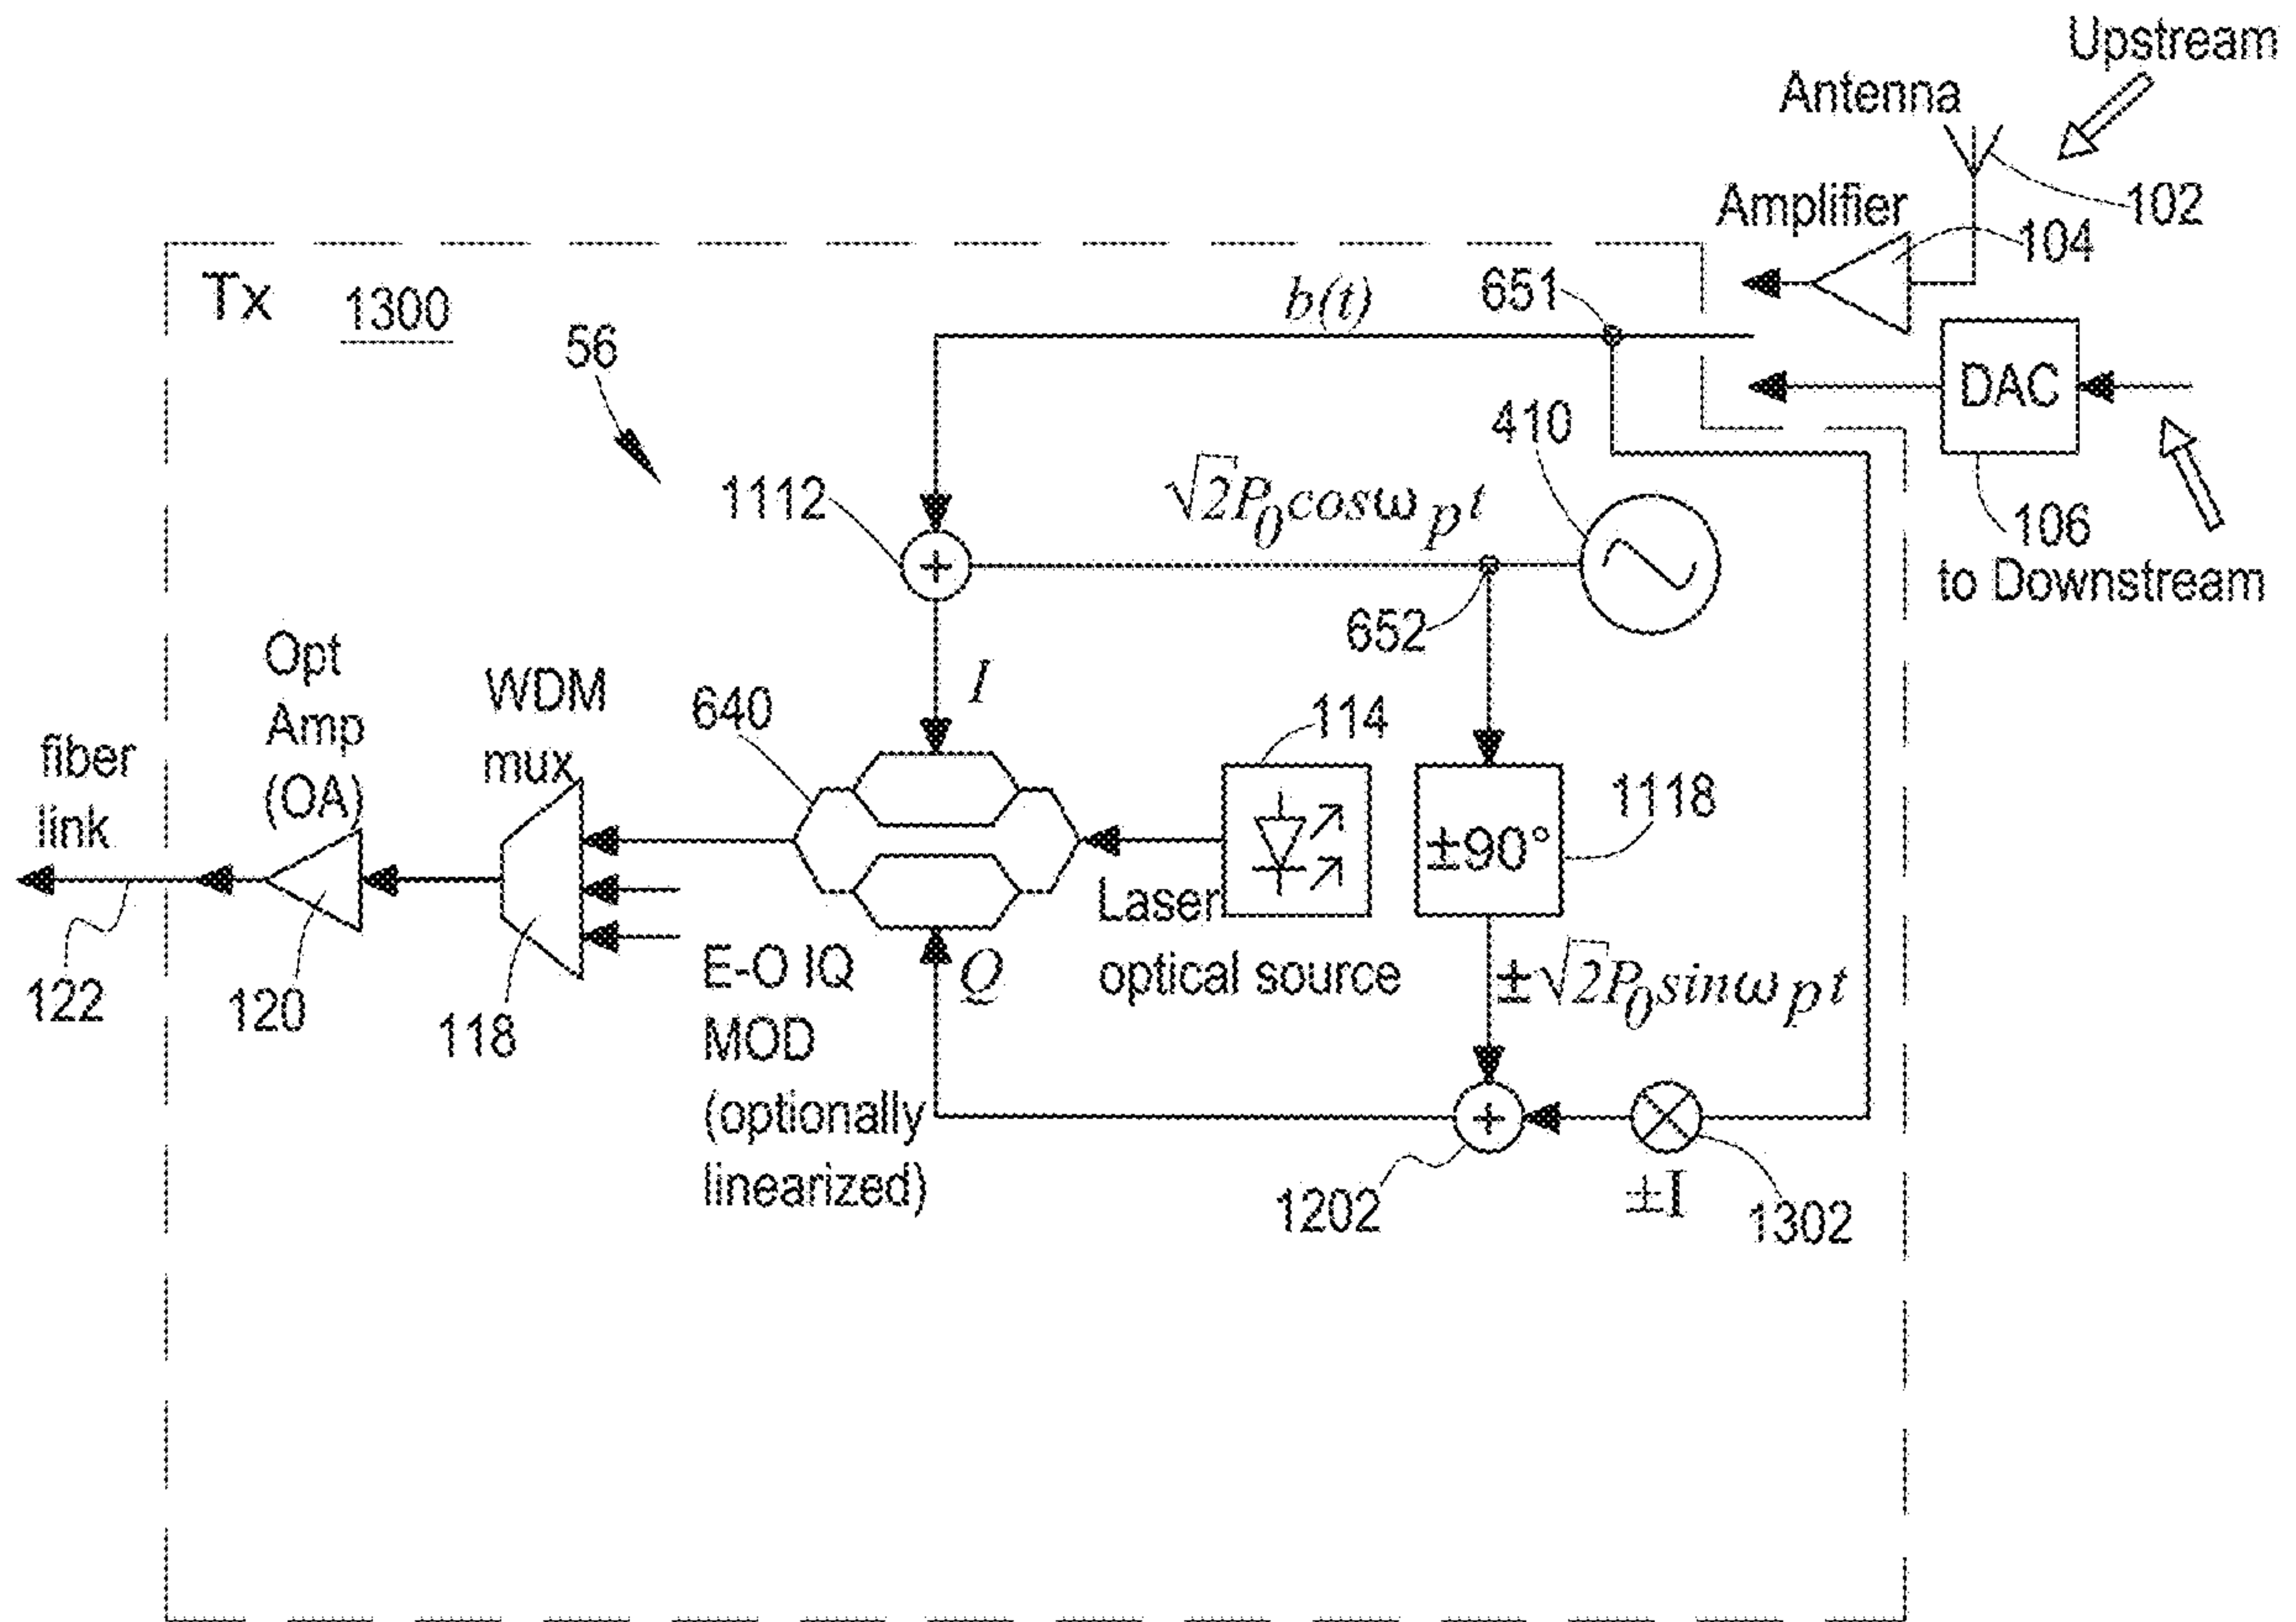 Upstream
Antenna
102
Amplifier
104
Tx
1300
b(t)
651
56
DAC
410
1112
√2P₀cosω_p t
+
106
to Downstream
652
Opt
Amp
(OA)
WDM
mux
640
I
114
fiber
link
1118
±90°
Laser
optical source
E-O IQ
MOD
(optionally
linearized)
Q
±√2P₀sinω_p t
122
120
118
+
1202
±I
1302